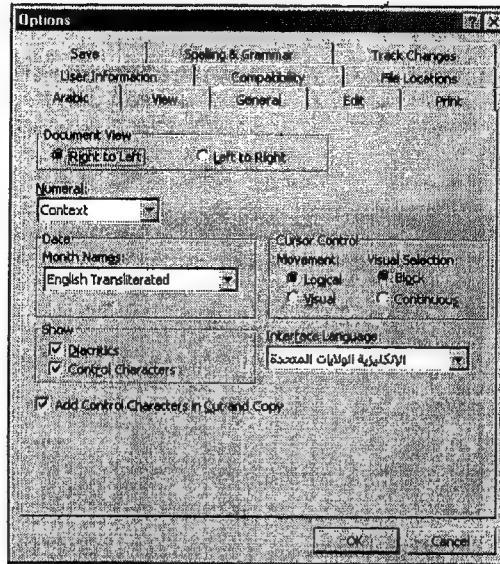 Options
Save Spelling & Grammar Track Changes
User Information Compatibility File Locations
Arabic View General Edit Print
Document View
Right to Left Left to Right
Numeral:
Context
Date
Month Names:
English Transliterated
Cursor Control
Movement: Visual Selection
Logical Block
Visual Continuous
Show
Diacritics
Control Characters
Interface Language
الإنكليزية الولايات المتحدة
Add Control Characters in Cut and Copy
OK Cancel